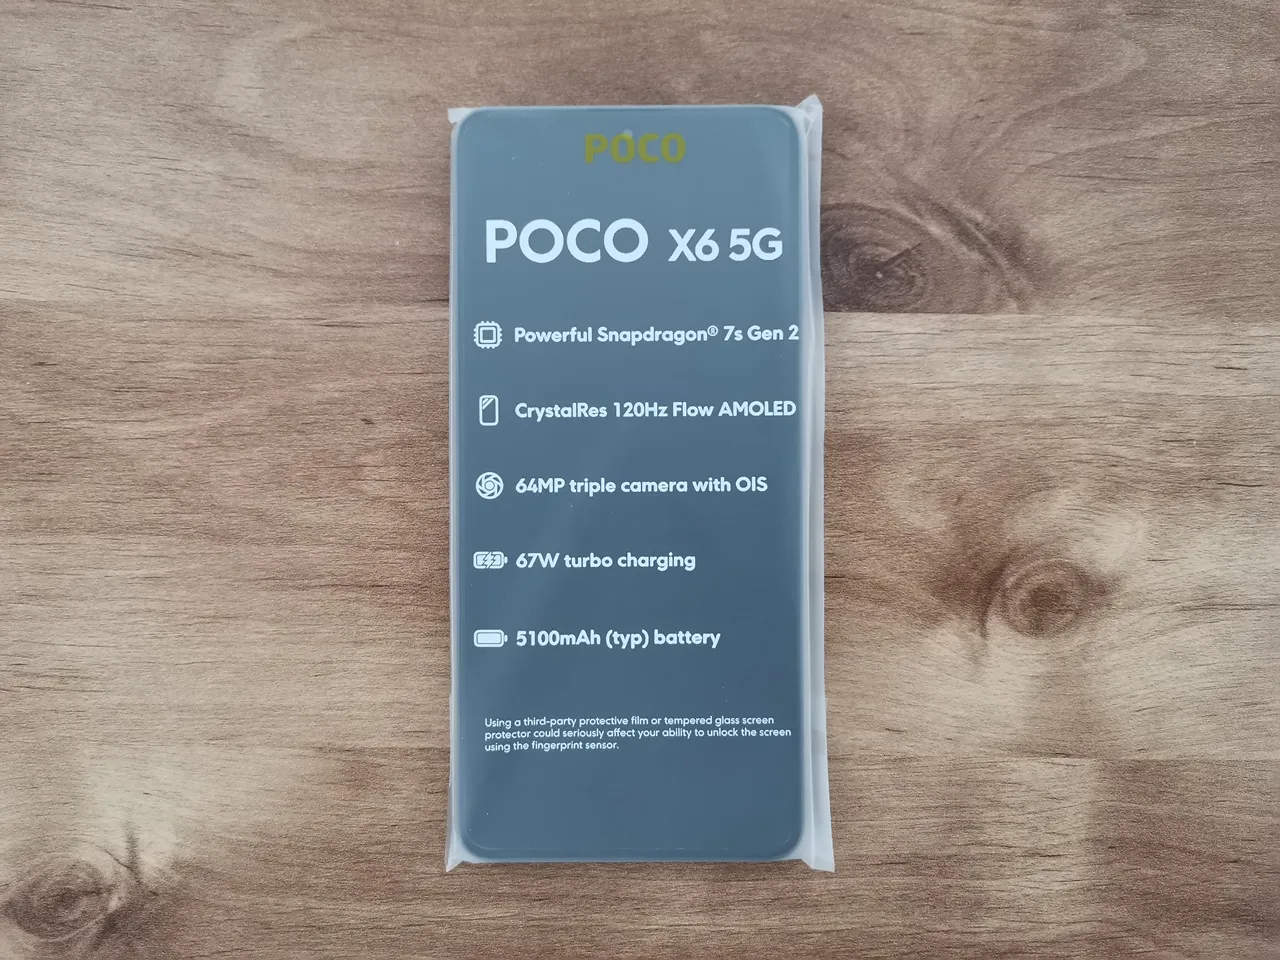 POCO
POCO X6 5G
Powerful Snapdragon® 7s Gen 2
CrystalRes 120Hz Flow AMOLED
64MP triple camera with OIS
67W turbo charging
5100mAh (typ) battery
Using a third-party protective film or tempered glass screen
protector could seriously affect your ability to unlock the screen
using the fingerprint sensor.